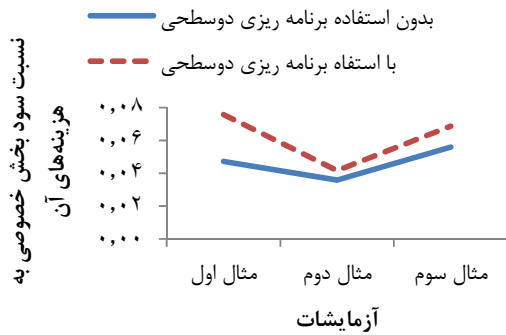 بدون استفاده برنامه ریزی دوسطحی
با استفاه برنامه ریزی دوسطحی
نسبت سود بخش خصوصی به
هزینه‌های آن
۰,۰۸
۰,۰۶
۰,۰۴
۰,۰۲
۰,۰۰
مثال اول
مثال دوم
مثال سوم
آزمایشات